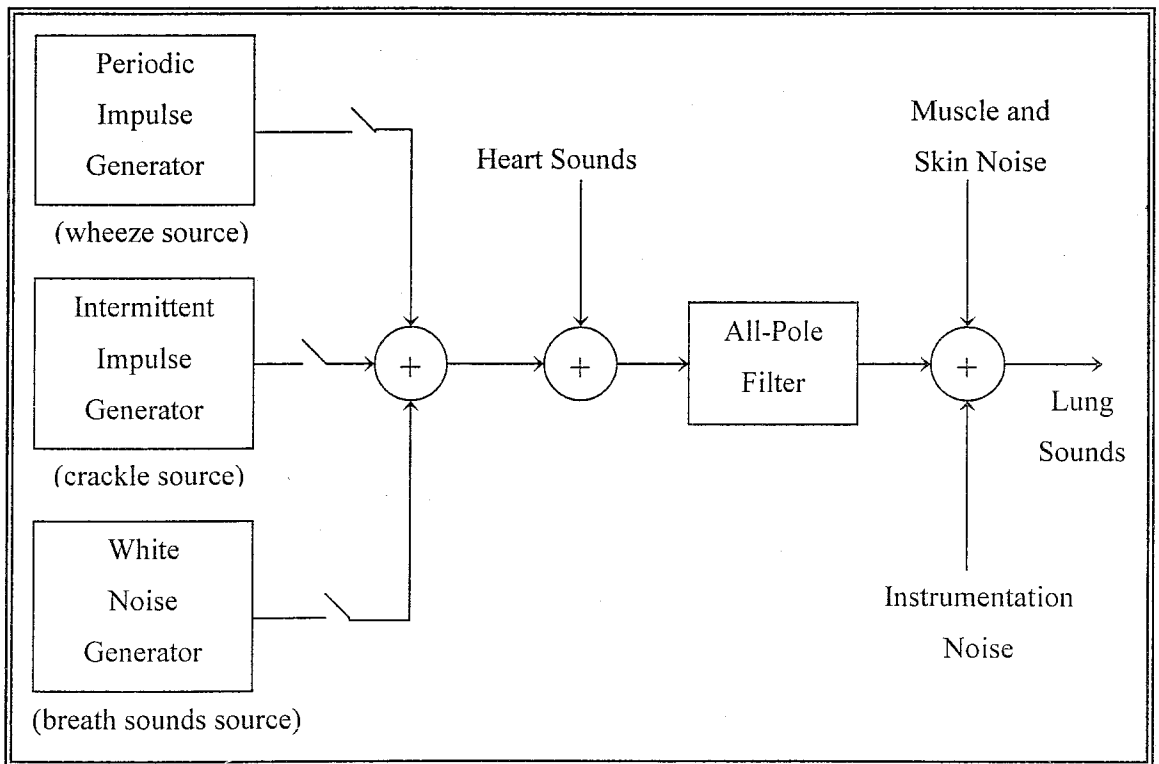 Periodic
Impulse
Generator
(wheeze source)
Intermittent
Impulse
Generator
(crackle source)
White
Noise
Generator
(breath sounds source)
+
Heart Sounds
+
All-Pole
Filter
Muscle and
Skin Noise
+
Instrumentation
Noise
Lung
Sounds